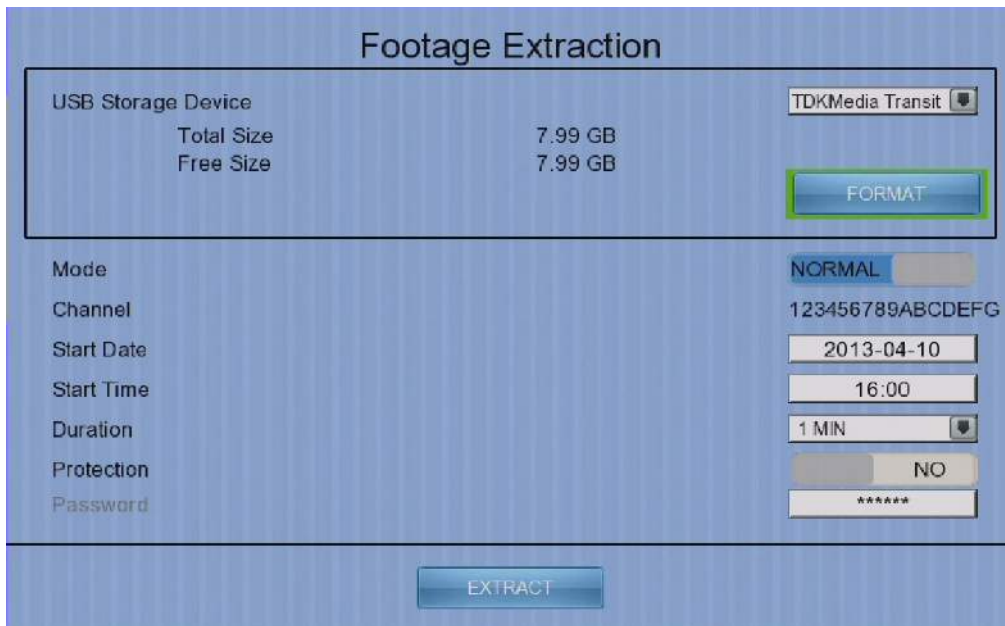 Footage Extraction
USB Storage Device TDKMedia Transit
Total Size 7.99 GB
Free Size 7.99 GB
FORMAT
Mode NORMAL
Channel 123456789ABCDEFG
Start Date 2013-04-10
Start Time 16:00
Duration 1 MIN
Protection NO
Password ******
EXTRACT